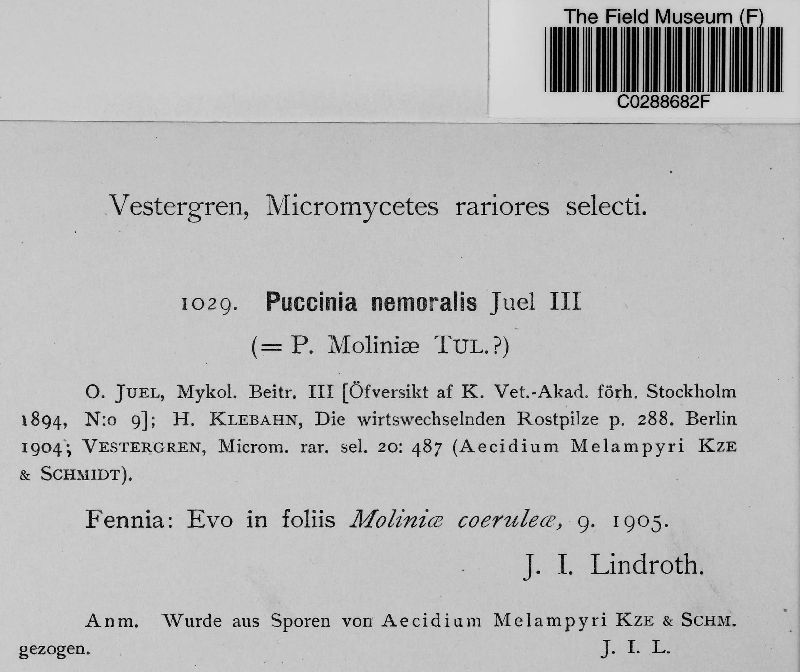 The Field Museum (F)
C0288682F
Vestergren, Micromycetes rariores selecti.
1029. Puccinia nemoralis Juel III
(= P. Moliniæ TUL.?)
O. JUEL, Mykol. Beitr. III [Öfversikt af K. Vet.-Akad. förh. Stockholm
1894, N:o 9]; H. KLEBAHN, Die wirtswechselnden Rostpilze p. 288. Berlin
1904; VESTERGREN, Microm. rar. sel. 20: 487 (Aecidium Melampyri KZE
& SCHMIDT).
Fennia: Evo in foliis Moliniæ coeruleæ, 9. 1905.
J. I. Lindroth.
Anm. Wurde aus Sporen von Aecidium Melampyri KZE & SCHM.
gezogen. J. I. L.